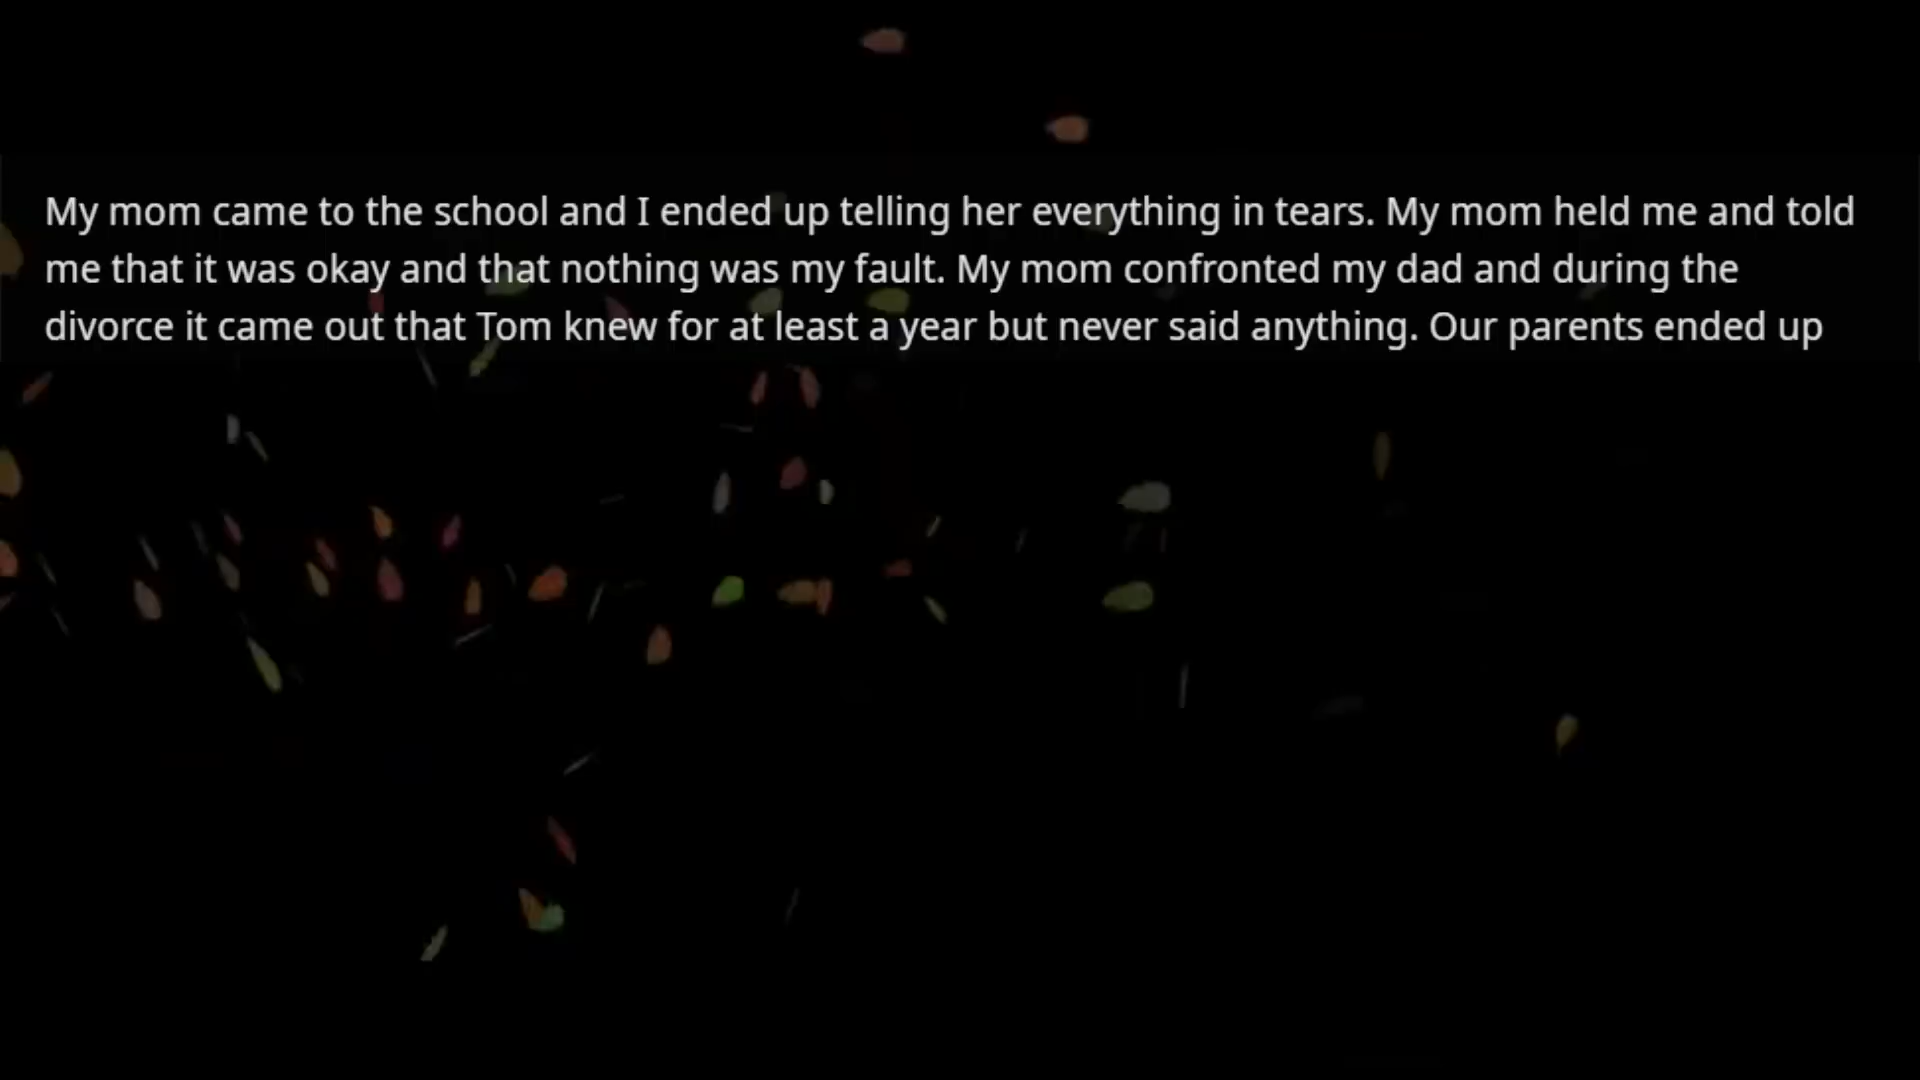 My mom came to the school and I ended up telling her everything in tears. My mom held me and told
me that it was okay and that nothing was my fault. My mom confronted my dad and during the
divorce it came out that Tom knew for at least a year but never said anything. Our parents ended up